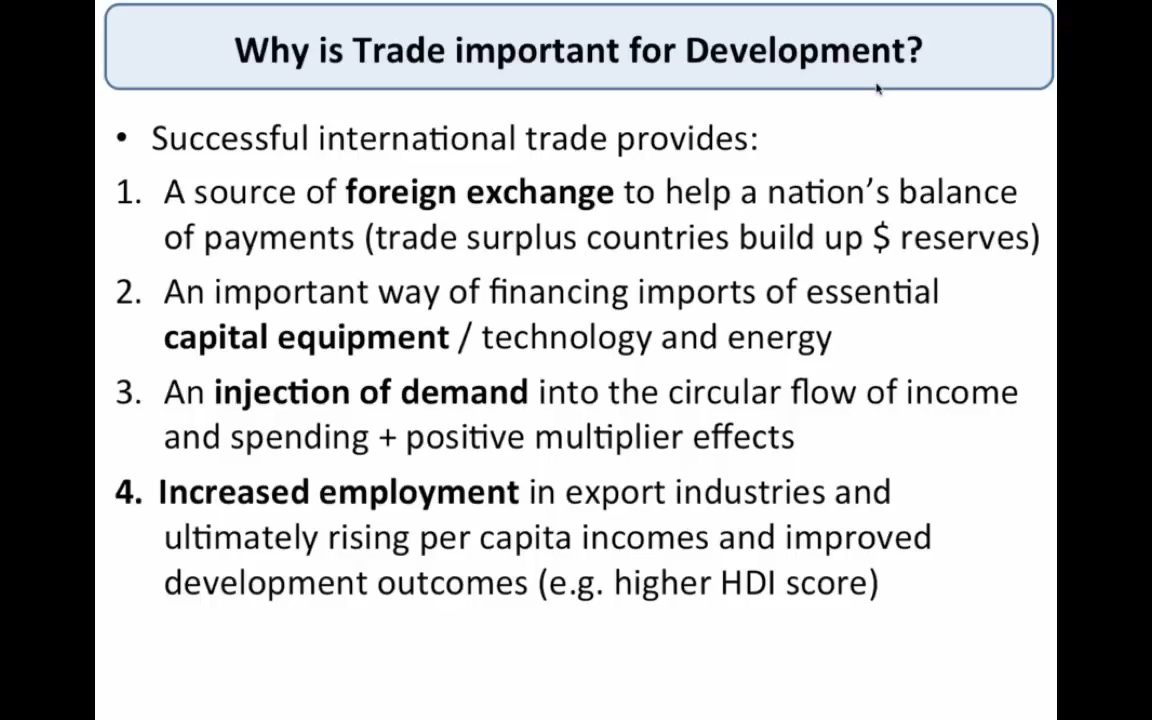 Why is Trade important for Development?
• Successful international trade provides:
1. A source of foreign exchange to help a nation’s balance
of payments (trade surplus countries build up $ reserves)
2. An important way of financing imports of essential
capital equipment / technology and energy
3. An injection of demand into the circular flow of income
and spending + positive multiplier effects
4. Increased employment in export industries and
ultimately rising per capita incomes and improved
development outcomes (e.g. higher HDI score)